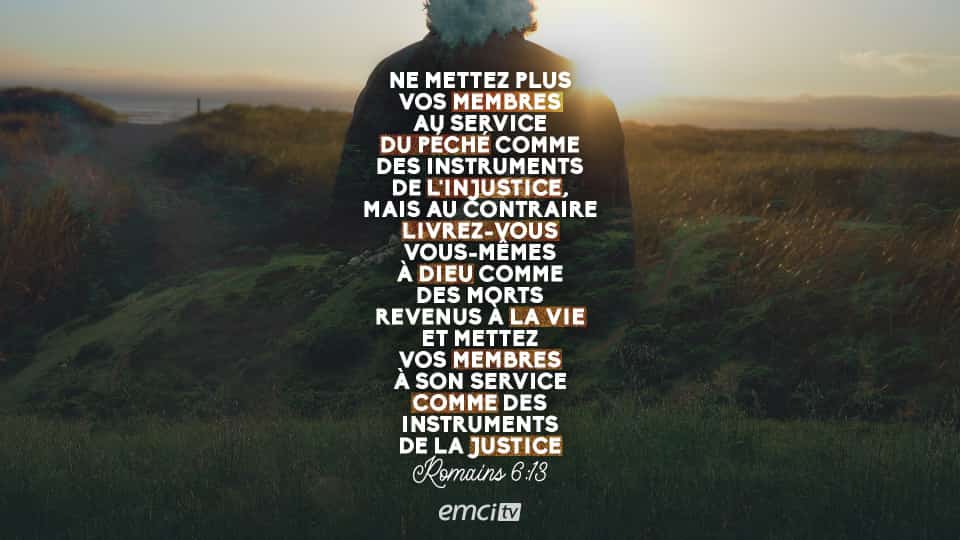 NE METTEZ PLUS
VOS MEMBRES
AU SERVICE
DU PÉCHÉ COMME
DES INSTRUMENTS
DE L'INJUSTICE,
MAIS AU CONTRAIRE
LIVREZ-VOUS
VOUS-MÊMES
À DIEU COMME
DES MORTS
REVENUS À LA VIE
ET METTEZ
VOS MEMBRES
À SON SERVICE
COMME DES
INSTRUMENTS
DE LA JUSTICE
Romains 6:13
emci tv